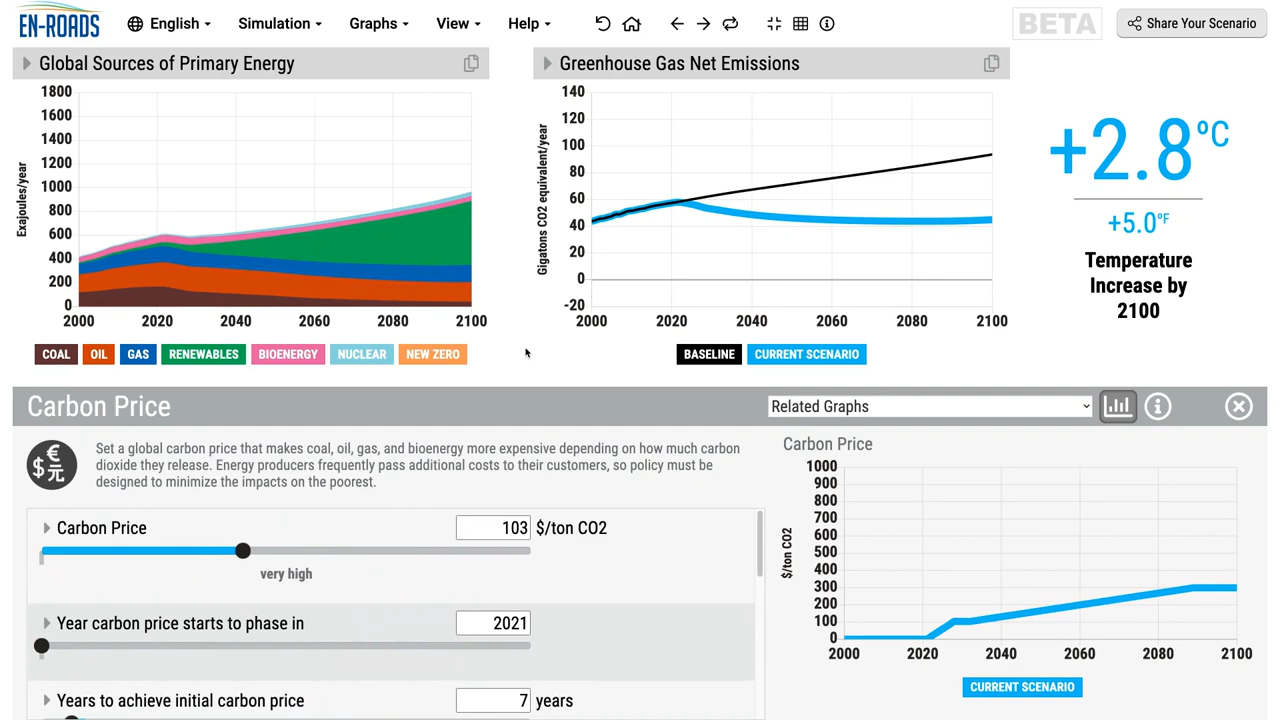 EN-ROADS
English
Simulation
Graphs
View
Help
BETA
Share Your Scenario
Global Sources of Primary Energy
1800
1600
1400
1200
1000
800
600
400
200
0
Exajoules/year
2000 2020 2040 2060 2080 2100
COAL OIL GAS RENEWABLES BIOENERGY NUCLEAR NEW ZERO
Greenhouse Gas Net Emissions
140
120
100
80
60
40
20
0
-20
Gigatons CO2 equivalent/year
2000 2020 2040 2060 2080 2100
BASELINE CURRENT SCENARIO
+2.8°C
+5.0°F
Temperature
Increase by
2100
Carbon Price
Related Graphs
$ € 元
Set a global carbon price that makes coal, oil, gas, and bioenergy more expensive depending on how much carbon
dioxide they release. Energy producers frequently pass additional costs to their customers, so policy must be
designed to minimize the impacts on the poorest.
Carbon Price 103 $/ton CO2
very high
Year carbon price starts to phase in 2021
Years to achieve initial carbon price 7 years
Carbon Price
1000
900
800
700
600
500
400
300
200
100
0
$/ton CO2
2000 2020 2040 2060 2080 2100
CURRENT SCENARIO